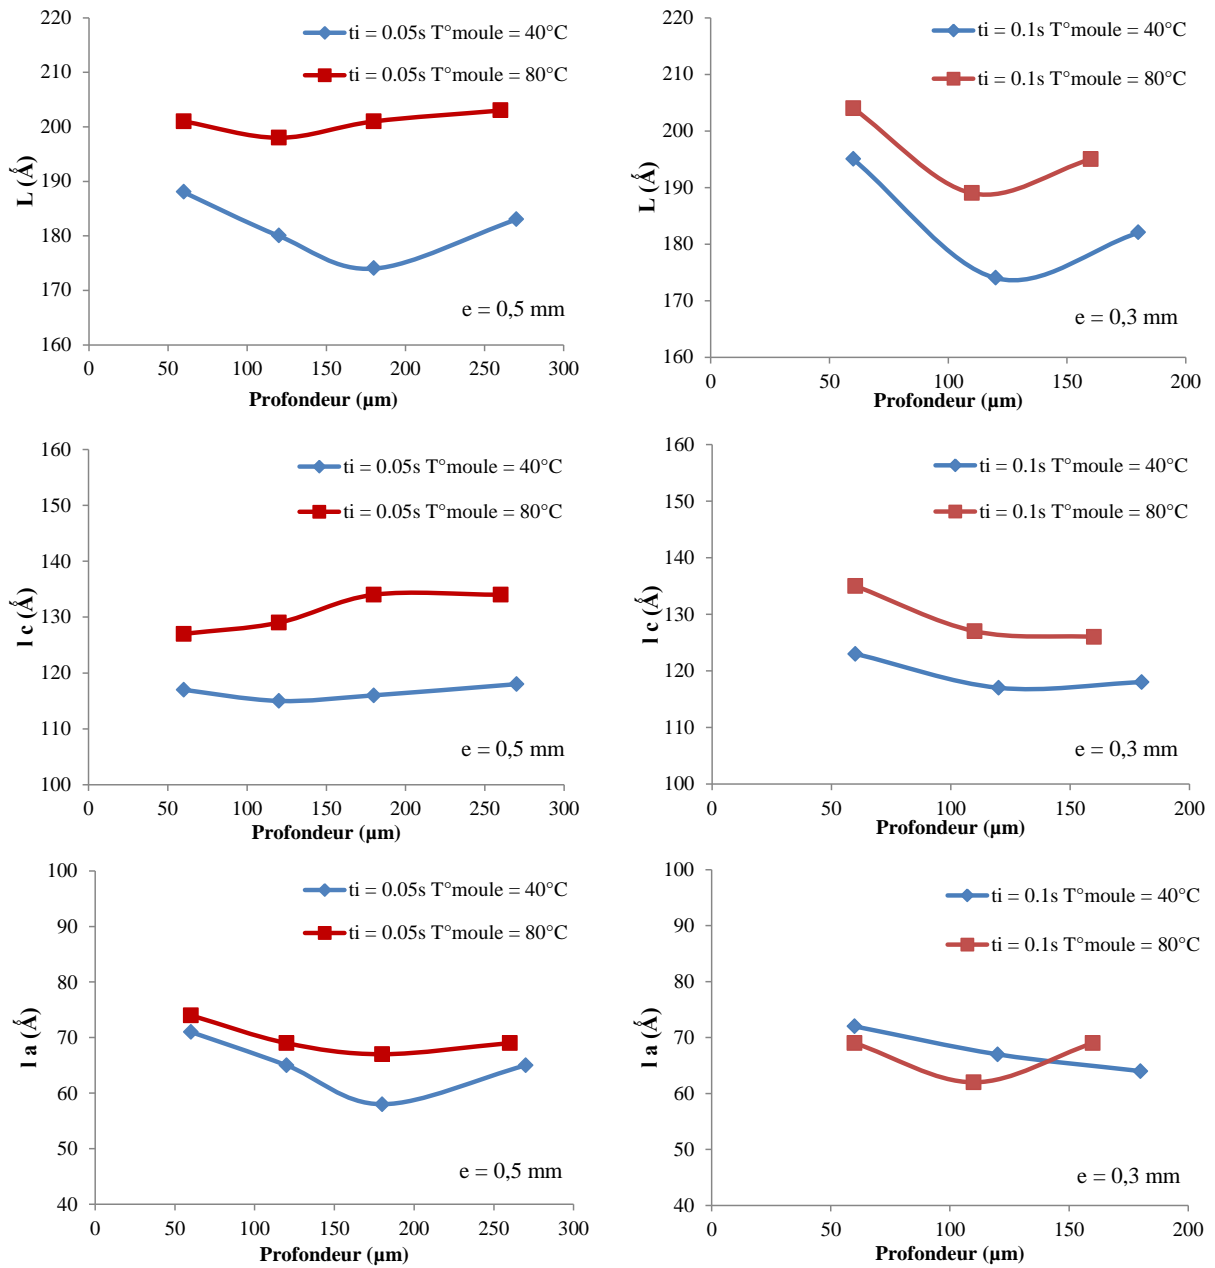 220
210
200
190
180
170
160
L (Å)
ti = 0.05s T°moule = 40°C
ti = 0.05s T°moule = 80°C
e = 0,5 mm
0 50 100 150 200 250 300
Profondeur (µm)
220
210
200
190
180
170
160
L (Å)
ti = 0.1s T°moule = 40°C
ti = 0.1s T°moule = 80°C
e = 0,3 mm
0 50 100 150 200
Profondeur (µm)
160
150
140
130
120
110
100
l c (Å)
ti = 0.05s T°moule = 40°C
ti = 0.05s T°moule = 80°C
e = 0,5 mm
0 50 100 150 200 250 300
Profondeur (µm)
160
150
140
130
120
110
100
l c (Å)
ti = 0.1s T°moule = 40°C
ti = 0.1s T°moule = 80°C
e = 0,3 mm
0 50 100 150 200
Profondeur (µm)
100
90
80
70
60
50
40
l a (Å)
ti = 0.05s T°moule = 40°C
ti = 0.05s T°moule = 80°C
e = 0,5 mm
0 50 100 150 200 250 300
Profondeur (µm)
100
90
80
70
60
50
40
l a (Å)
ti = 0.1s T°moule = 40°C
ti = 0.1s T°moule = 80°C
e = 0,3 mm
0 50 100 150 200
Profondeur (µm)